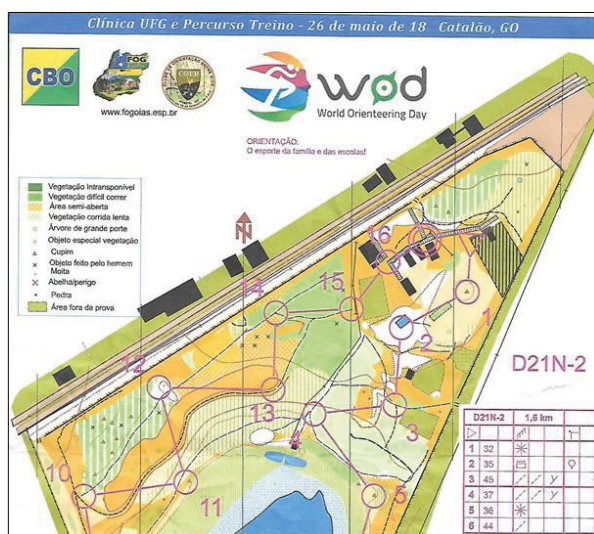 Clínica UFG e Percurso Treino - 26 de maio de 18 Catalão, GO
CBO
FOG
www.fogoias.esp.br
wod
World Orienteering Day
ORIENTAÇÃO:
O esporte da família e das escolas!
Vegetação Intransponível
Vegetação difícil correr
Área semi-aberta
Vegetação corrida lenta
Árvore de grande porte
Objeto especial vegetação
Cupim
Objeto feito pelo homem
Moita
Abelha/perigo
Pedra
Área fora da prova
N
16
15
14
1
2
12
13
3
D21N-2
10
11
4
5
D21N-2 1,6 km
1 32
2 35
3 45
4 37
5 36
6 44